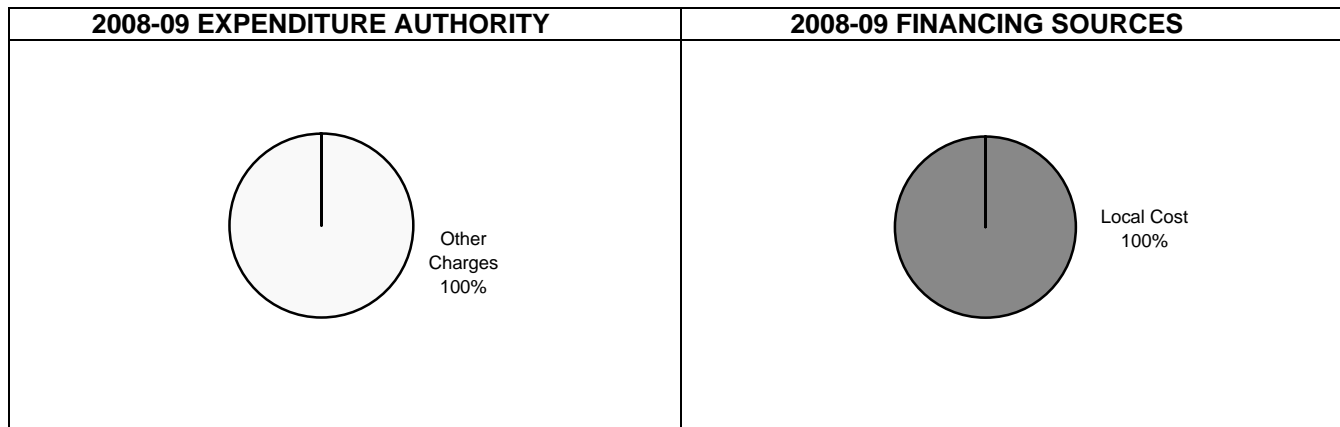 2008-09 EXPENDITURE AUTHORITY
2008-09 FINANCING SOURCES
Other
Charges
100%
Local Cost
100%